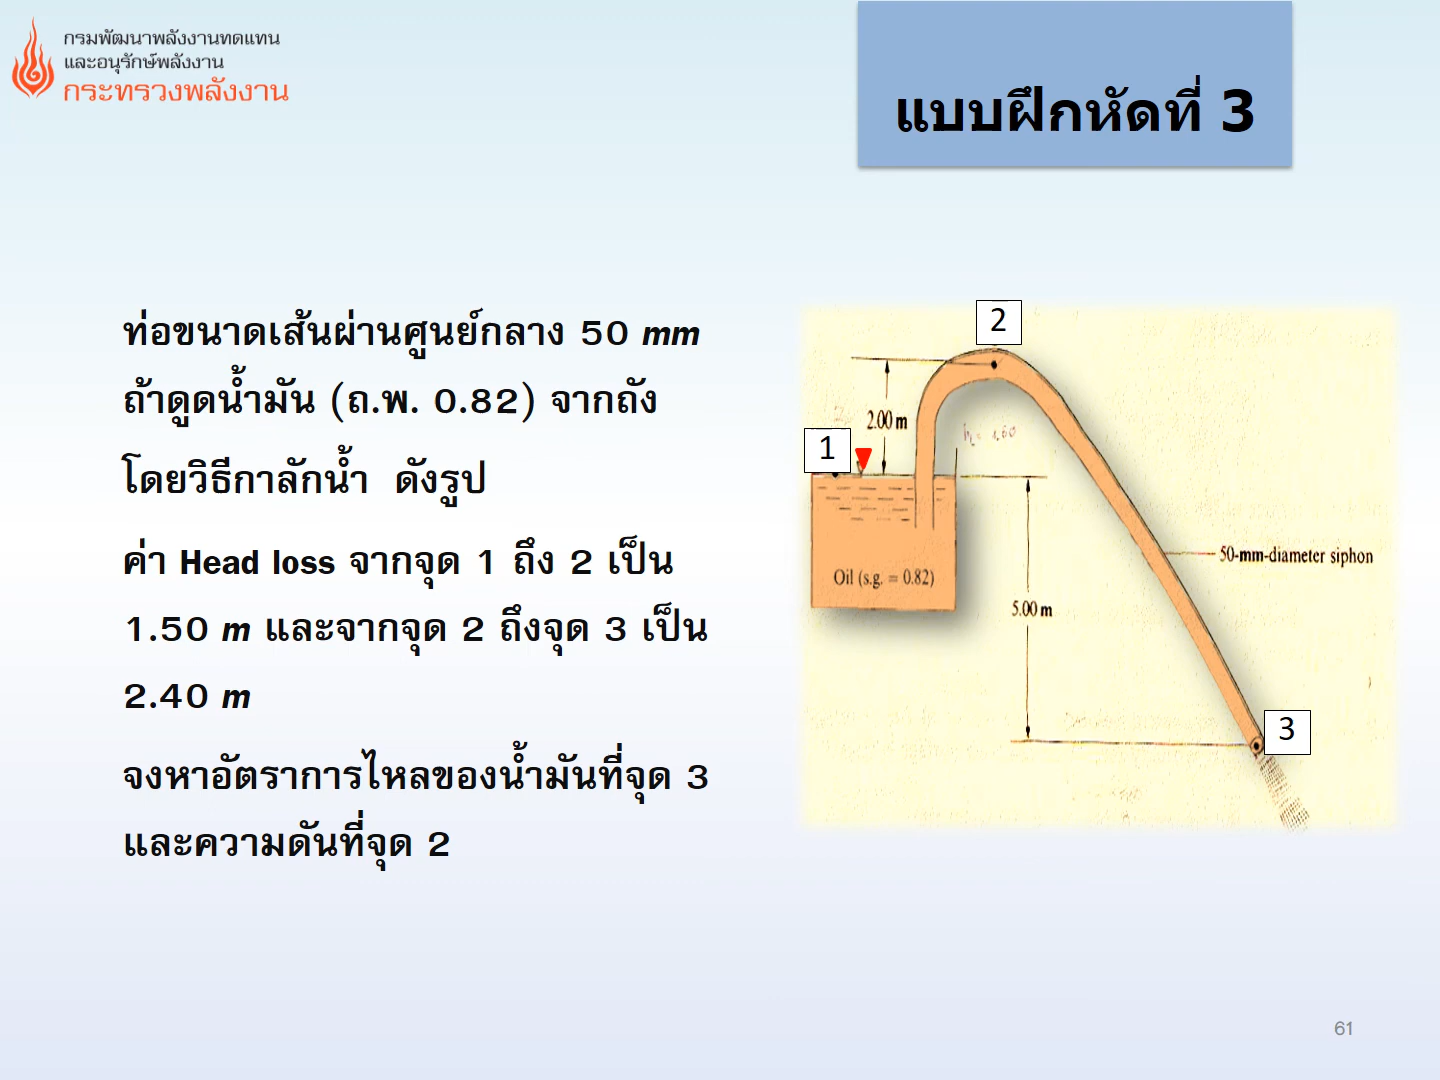 กรมพัฒนาพลังงานทดแทน
และอนุรักษ์พลังงาน
กระทรวงพลังงาน
แบบฝึกหัดที่ 3
ท่อขนาดเส้นผ่านศูนย์กลาง 50 mm
ถ้าดูดน้ำมัน (ถ.พ. 0.82) จากถัง
โดยวิธีกาลักน้ำ ดังรูป
ค่า Head loss จากจุด 1 ถึง 2 เป็น
1.50 m และจากจุด 2 ถึงจุด 3 เป็น
2.40 m
จงหาอัตราการไหลของน้ำมันที่จุด 3
และความดันที่จุด 2
2
2.00 m
1
50-mm-diameter siphon
Oil (s.g. = 0.82)
5.00 m
3
61